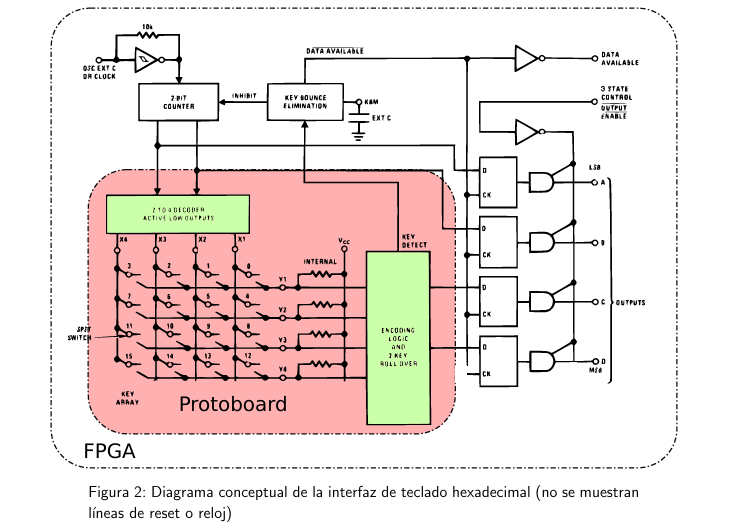 10k
OSC EXT C
OR CLOCK
2-BIT
COUNTER
INHIBIT
KEY BOUNCE
ELIMINATION
DATA AVAILABLE
KBM
EXT C
DATA
AVAILABLE
3 STATE
CONTROL
OUTPUT
ENABLE
LSB
D
CK
A
D
CK
B
D
CK
C
OUTPUTS
D
CK
D
MSB
2 TO 4 DECODER
ACTIVE LOW OUTPUTS
X4 X3 X2 X1
KEY
DETECT
VCC
INTERNAL
3 2 1 0 Y1
7 6 5 4 Y2
11 10 9 8 Y3
15 14 13 12 Y4
SPST
SWITCH
KEY
ARRAY
ENCODING
LOGIC
AND
2 KEY
ROLL OVER
Protoboard
FPGA
Figura 2: Diagrama conceptual de la interfaz de teclado hexadecimal (no se muestran
líneas de reset o reloj)